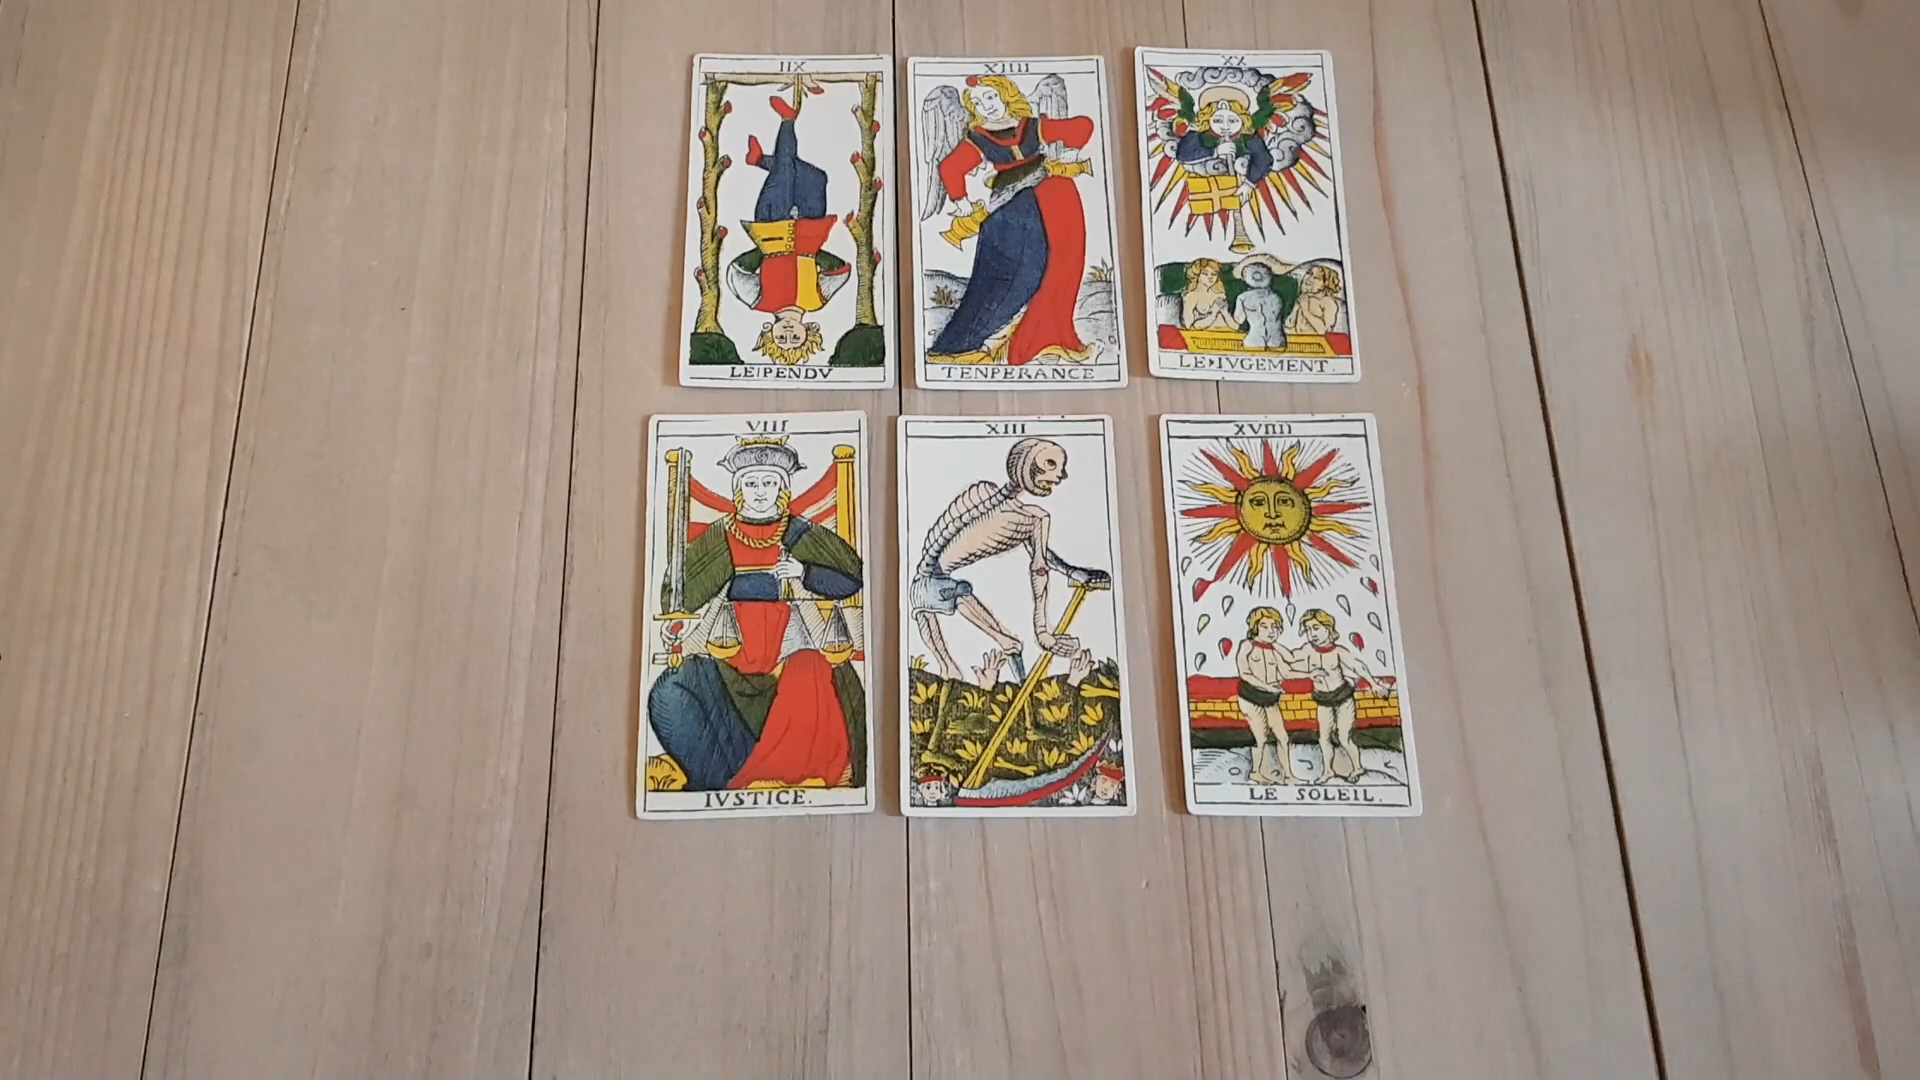 IIX
LE|PENDV
XIIII
TENPERANCE
XX
LE▸IVGEMENT.
VIII
IVSTICE.
XIII
XVIIII
LE SOLEIL.